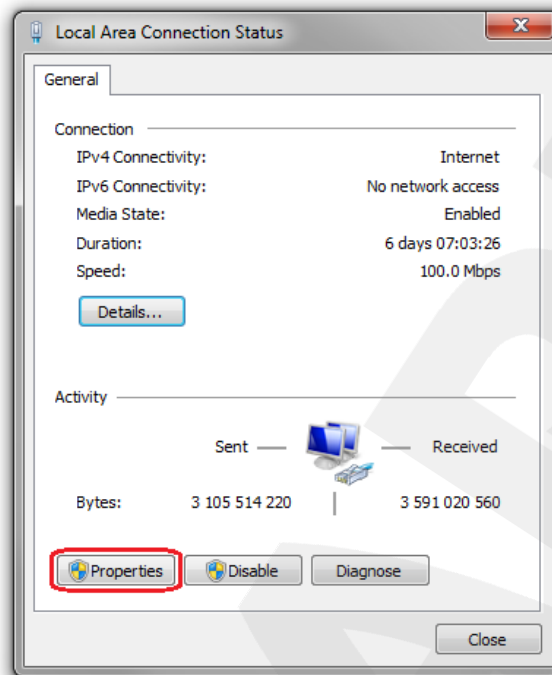 Local Area Connection Status
General
Connection
IPv4 Connectivity: Internet
IPv6 Connectivity: No network access
Media State: Enabled
Duration: 6 days 07:03:26
Speed: 100.0 Mbps
Details...
Activity
Sent Received
Bytes: 3 105 514 220 3 591 020 560
Properties Disable Diagnose
Close